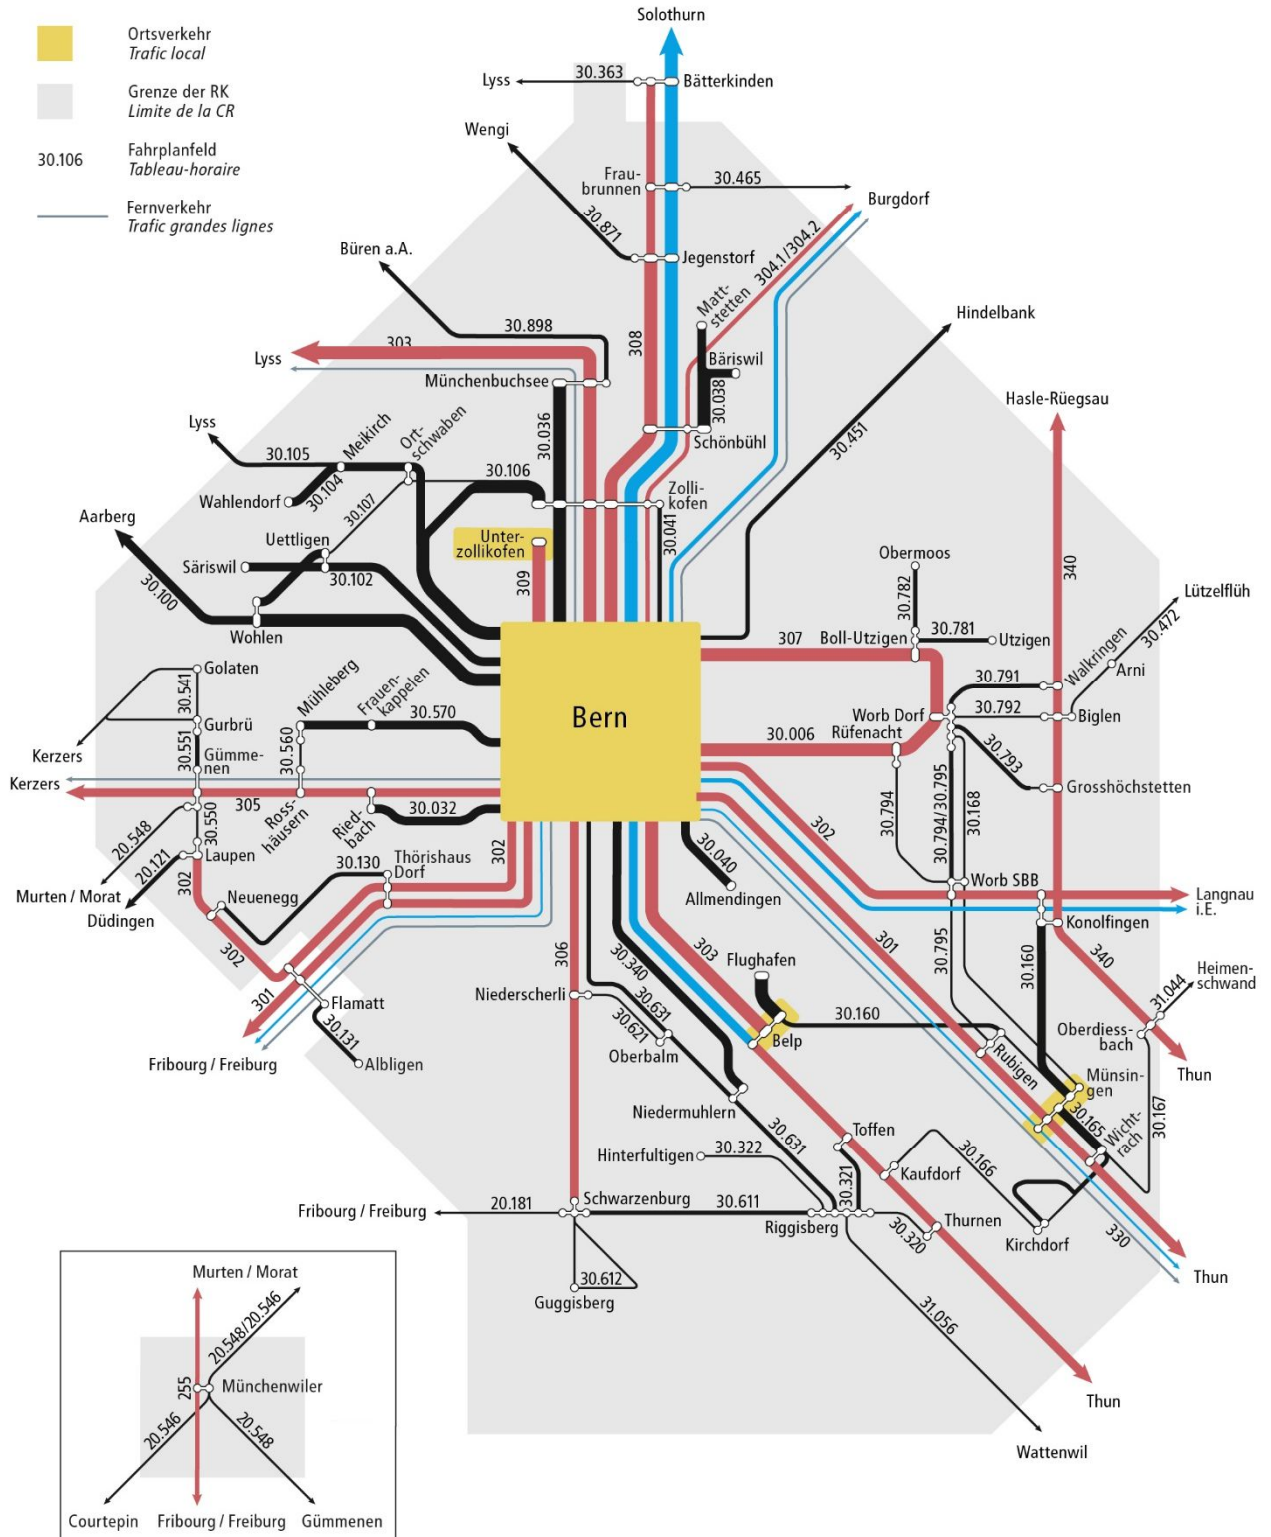 Ortsverkehr
Trafic local
Grenze der RK
Limite de la CR
30.106
Fahrplanfeld
Tableau-horaire
Fernverkehr
Trafic grandes lignes
Solothurn
Lyss
30.363
Bätterkinden
Wengi
Frau-
brunnen
30.465
Burgdorf
30.871
Jegenstorf
304.1/304.2
Büren a.A.
Matt-
stetten
Hindelbank
30.898
308
303
Lyss
Bäriswil
Münchenbuchsee
30.038
Hasle-Rüegsau
30.036
Schönbühl
30.451
Lyss
30.105
Meikirch
Ort-
schwaben
30.106
Wahlendorf
30.104
30.107
Zolli-
kofen
30.041
Aarberg
Unter-
zollikofen
Uettligen
Obermoos
340
Säriswil
30.102
309
30.782
Lützelflüh
30.100
30.472
Wohlen
307
Boll-Utzigen
30.781
Utzigen
Walkringen
Arni
Golaten
30.541
Mühleberg
Frauen-
kappelen
30.570
Bern
30.791
30.792
Biglen
Worb Dorf
Rüfenacht
30.006
Gurbrü
30.551
Kerzers
Gümme-
nen
30.560
30.793
Kerzers
305
Ross-
häusern
Ried-
bach
30.032
Grosshöchstetten
30.794
30.794/30.795
30.168
302
20.548
30.550
Laupen
20.121
302
30.130
Thörishaus
Dorf
302
30.040
Allmendingen
Worb SBB
Langnau
i.E.
Murten / Morat
Düdingen
Neuenegg
Konolfingen
302
306
30.340
303
301
30.795
30.160
340
Flughafen
Heimen-
schwand
31.044
301
Flamatt
Niederscherli
30.631
30.621
Oberbalm
30.160
Belp
Oberdiess-
bach
30.131
Fribourg / Freiburg
Albligen
Rubigen
Thun
Münsin-
gen
30.165
30.167
Niedermuhlern
Wicht-
rach
30.631
Toffen
Hinterfultigen
30.322
30.321
Kaufdorf
30.166
Schwarzenburg
Fribourg / Freiburg
20.181
30.611
Riggisberg
30.320
Thurnen
Kirchdorf
330
Thun
30.612
Guggisberg
31.056
Thun
Wattenwil
Murten / Morat
20.548/20.546
255
Münchenwiler
20.546
20.548
Courtepin
Fribourg / Freiburg
Gümmenen